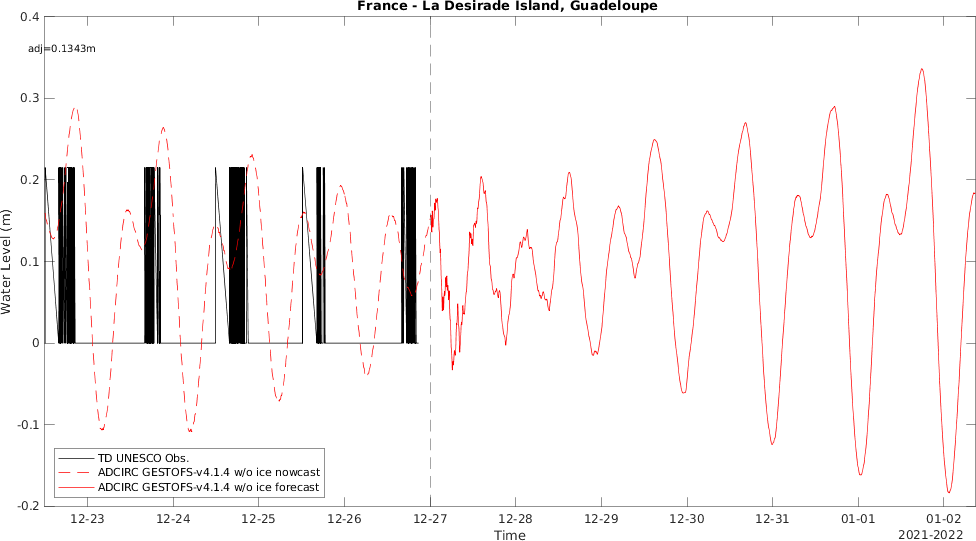 France - La Desirade Island, Guadeloupe
adj=0.1343m
0.4
0.3
0.2
0.1
0
-0.1
-0.2
Water Level (m)
TD UNESCO Obs.
ADCIRC GESTOFS-v4.1.4 w/o ice nowcast
ADCIRC GESTOFS-v4.1.4 w/o ice forecast
12-23 12-24 12-25 12-26 12-27 12-28 12-29 12-30 12-31 01-01 01-02
Time
2021-2022